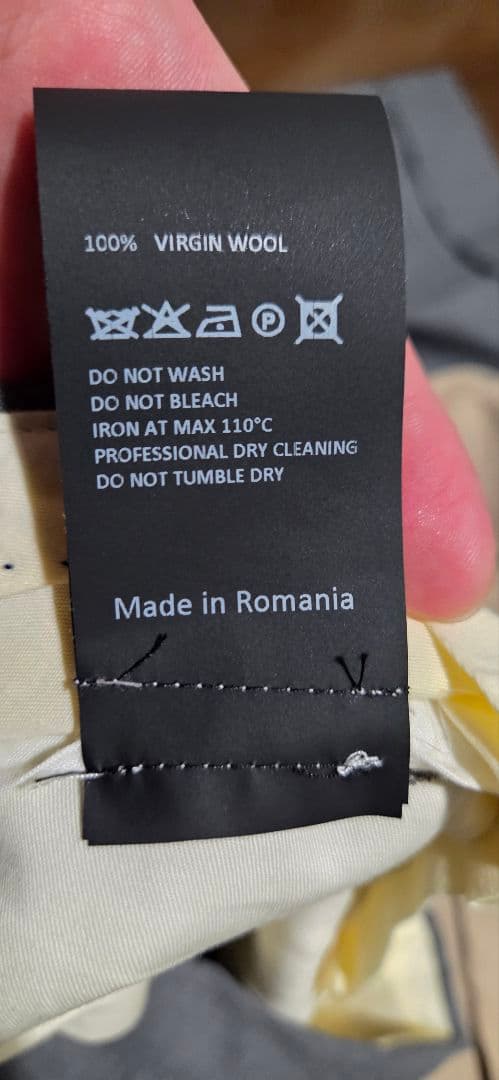 100% VIRGIN WOOL
P
DO NOT WASH
DO NOT BLEACH
IRON AT MAX 110°C
PROFESSIONAL DRY CLEANING
DO NOT TUMBLE DRY
Made in Romania